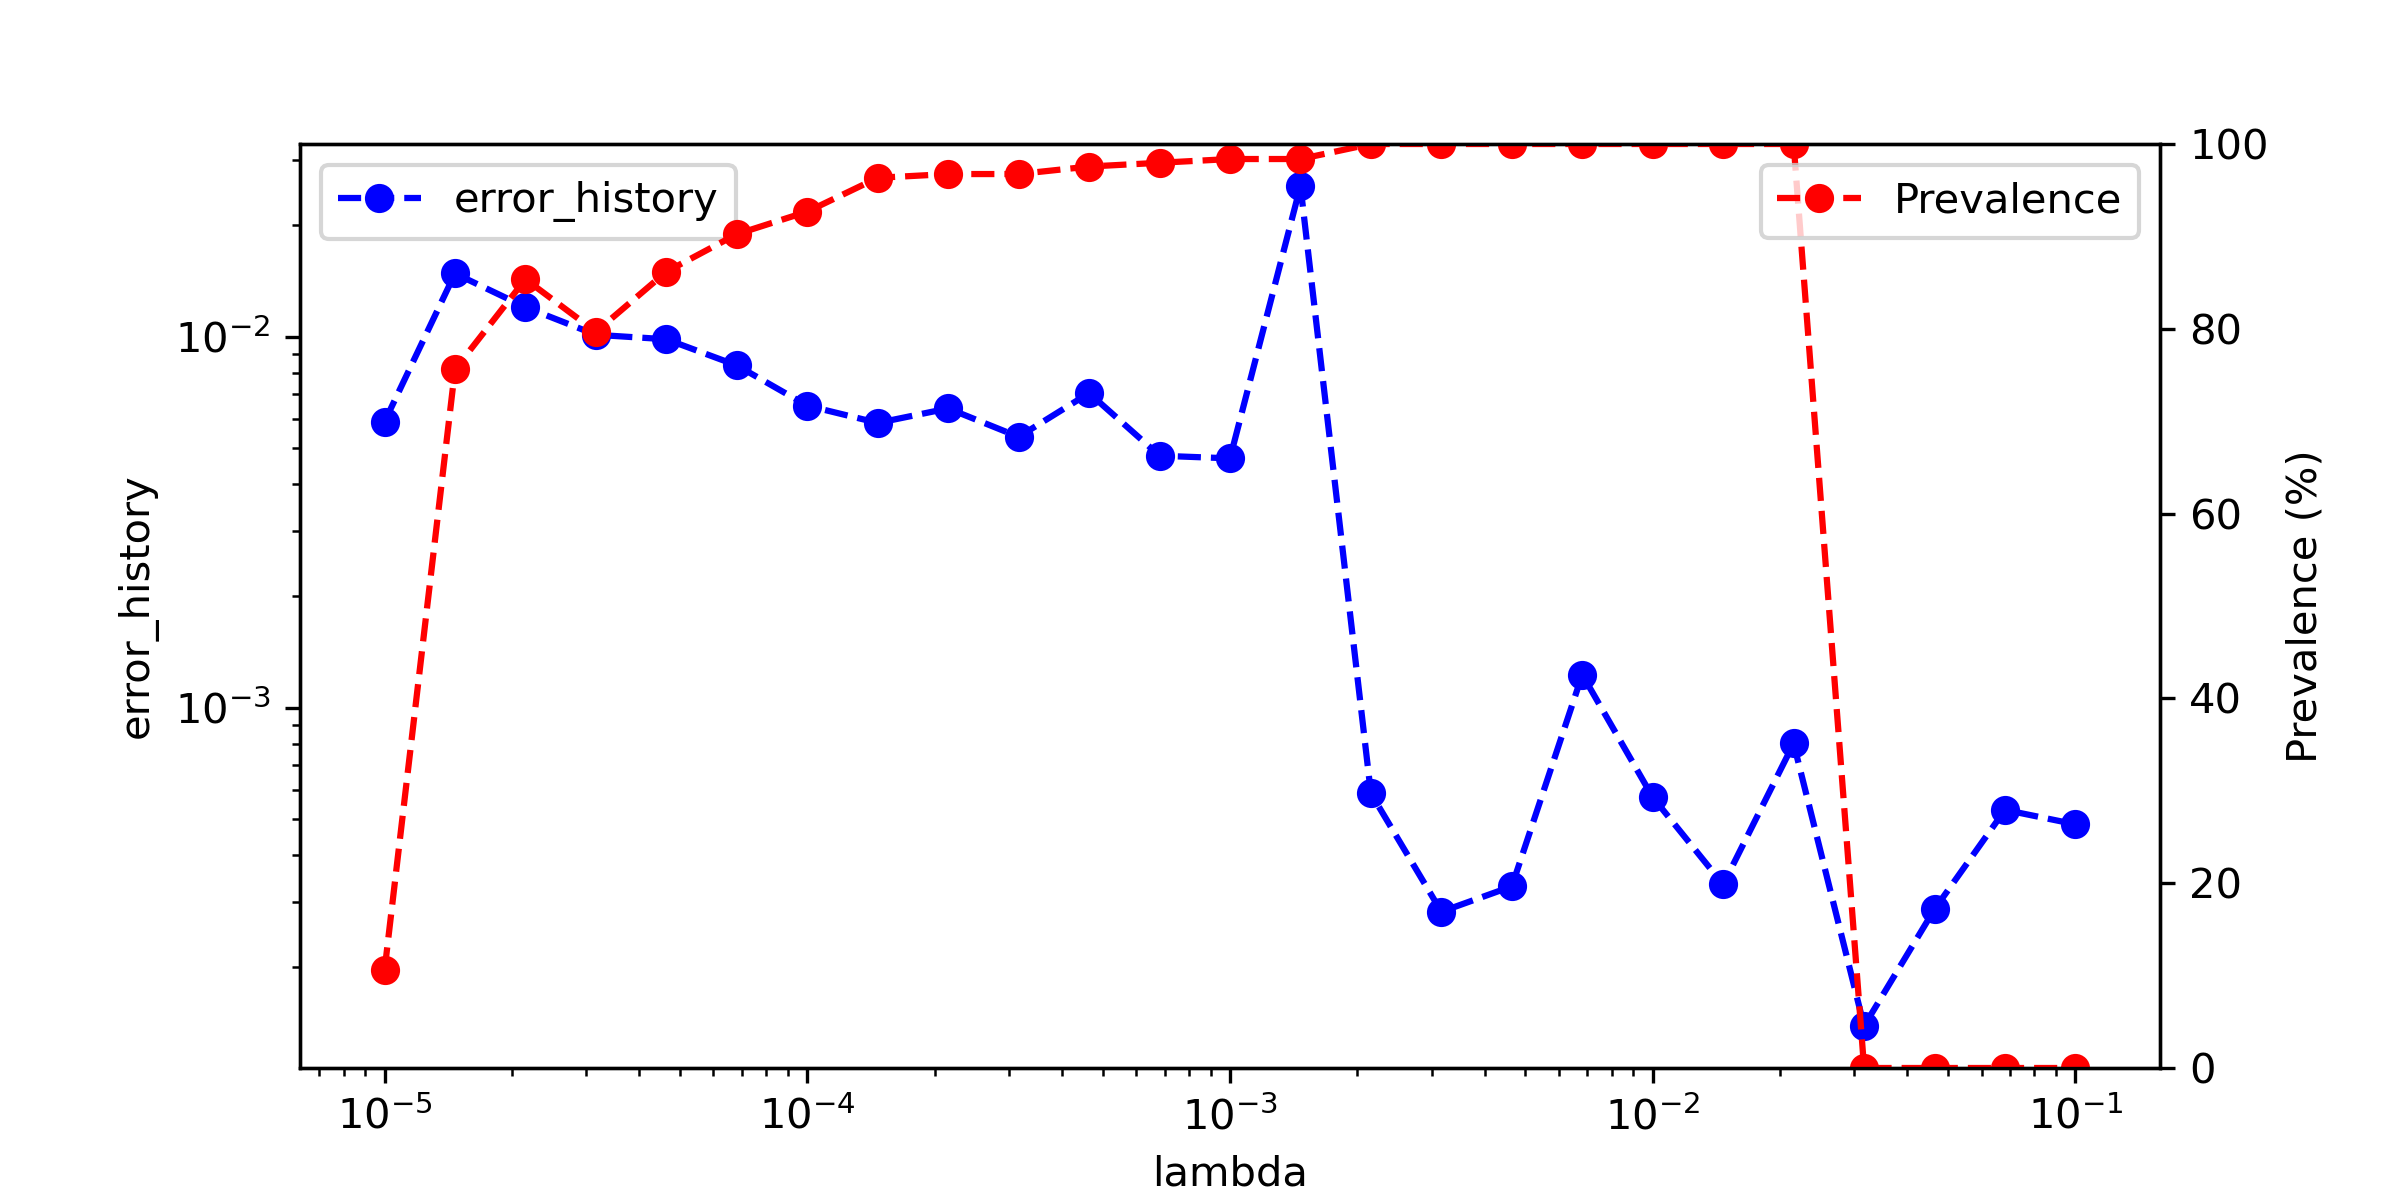 error_history
Prevalence
10⁻²
10⁻³
error_history
100
80
60
40
20
0
Prevalence (%)
10⁻⁵
10⁻⁴
10⁻³
10⁻²
10⁻¹
lambda